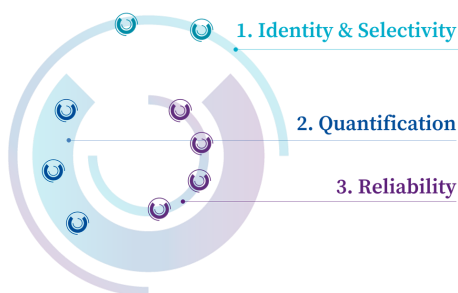 1. Identity & Selectivity
2. Quantification
3. Reliability